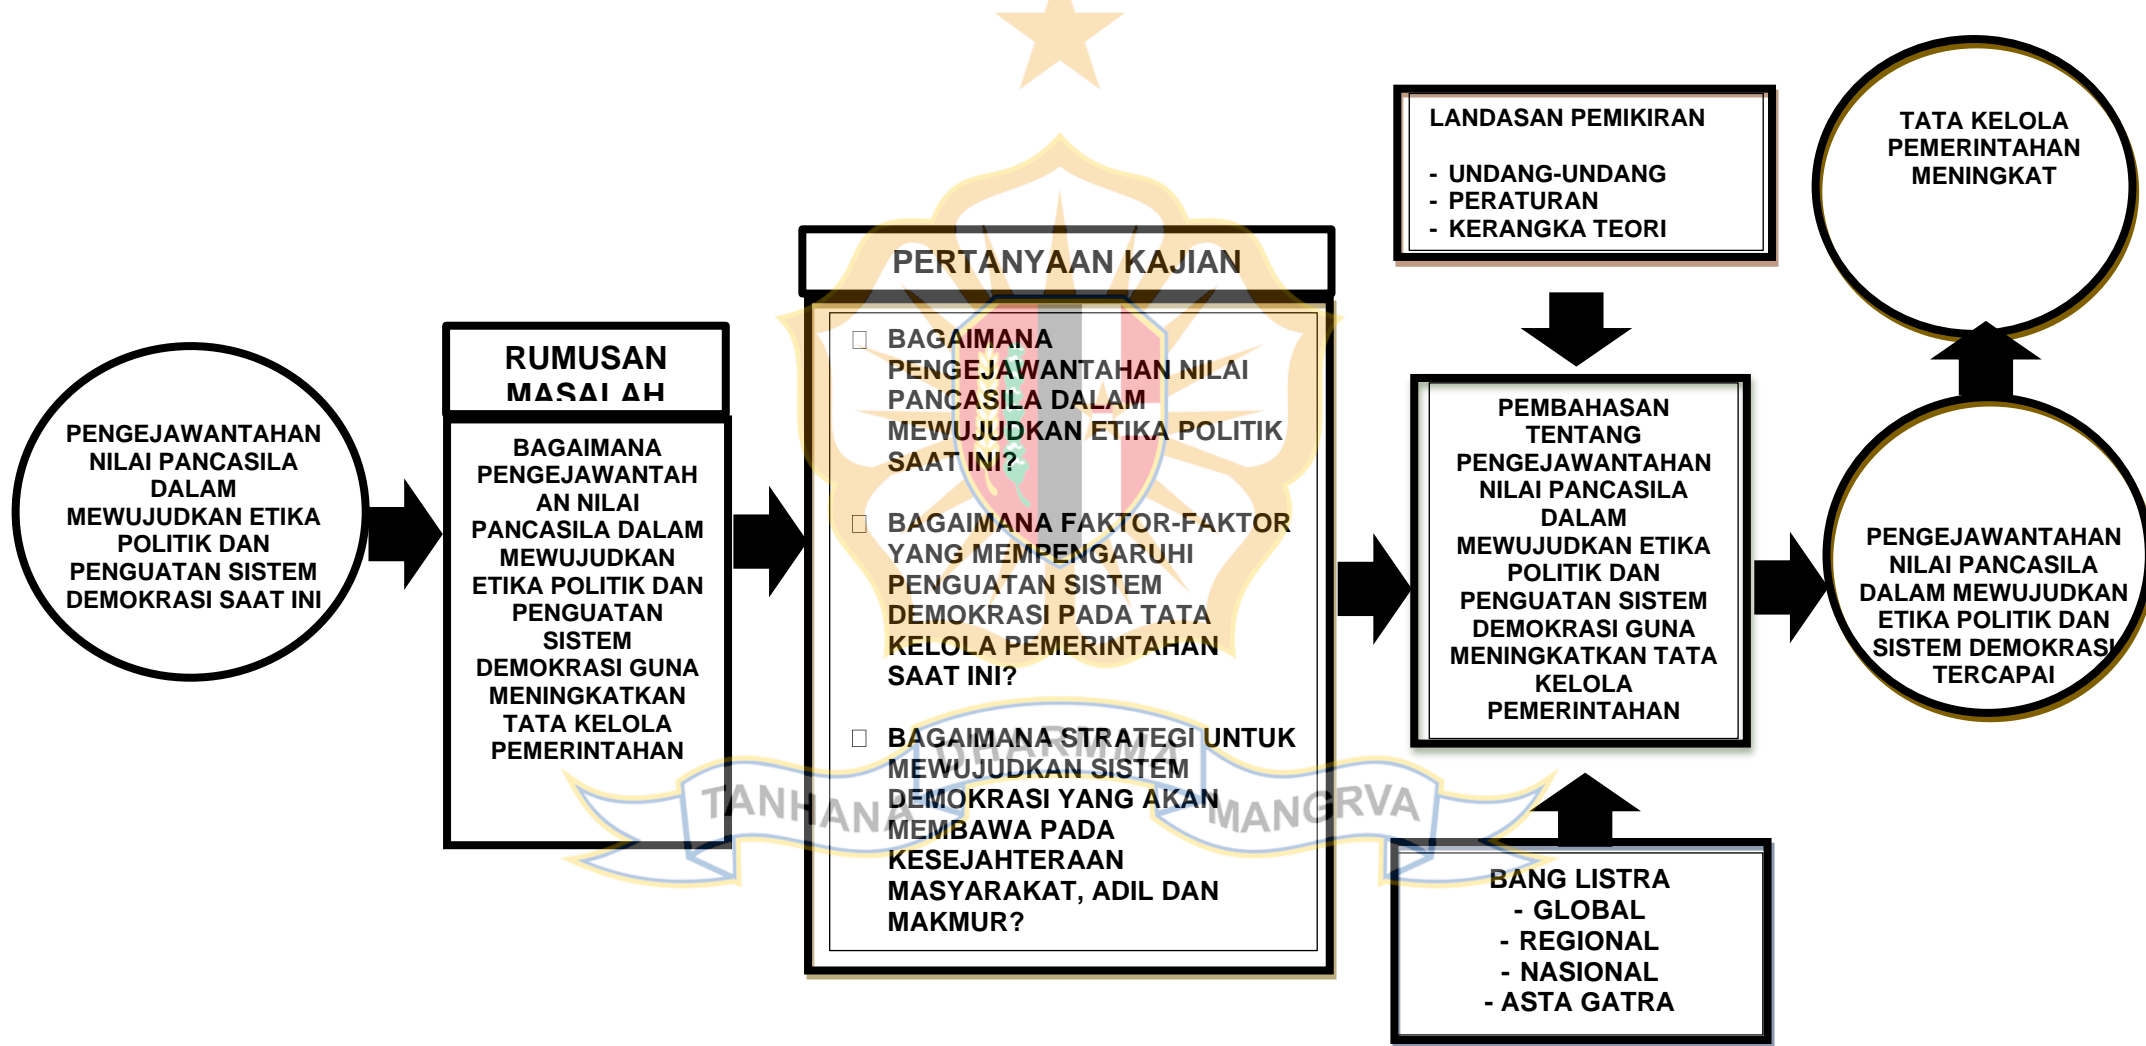 PENGEJAWANTAHAN
NILAI PANCASILA
DALAM
MEWUJUDKAN ETIKA
POLITIK DAN
PENGUATAN SISTEM
DEMOKRASI SAAT INI
RUMUSAN
MASALAH
BAGAIMANA
PENGEJAWANTAH
AN NILAI
PANCASILA DALAM
MEWUJUDKAN
ETIKA POLITIK DAN
PENGUATAN
SISTEM
DEMOKRASI GUNA
MENINGKATKAN
TATA KELOLA
PEMERINTAHAN
PERTANYAAN KAJIAN
BAGAIMANA
PENGEJAWANTAHAN NILAI
PANCASILA DALAM
MEWUJUDKAN ETIKA POLITIK
SAAT INI?
BAGAIMANA FAKTOR-FAKTOR
YANG MEMPENGARUHI
PENGUATAN SISTEM
DEMOKRASI PADA TATA
KELOLA PEMERINTAHAN
SAAT INI?
BAGAIMANA STRATEGI UNTUK
MEWUJUDKAN SISTEM
DEMOKRASI YANG AKAN
MEMBAWA PADA
KESEJAHTERAAN
MASYARAKAT, ADIL DAN
MAKMUR?
LANDASAN PEMIKIRAN
- UNDANG-UNDANG
- PERATURAN
- KERANGKA TEORI
PEMBAHASAN
TENTANG
PENGEJAWANTAHAN
NILAI PANCASILA
DALAM
MEWUJUDKAN ETIKA
POLITIK DAN
PENGUATAN SISTEM
DEMOKRASI GUNA
MENINGKATKAN TATA
KELOLA
PEMERINTAHAN
BANG LISTRA
- GLOBAL
- REGIONAL
- NASIONAL
- ASTA GATRA
TATA KELOLA
PEMERINTAHAN
MENINGKAT
PENGEJAWANTAHAN
NILAI PANCASILA
DALAM MEWUJUDKAN
ETIKA POLITIK DAN
SISTEM DEMOKRASI
TERCAPAI
TANHANA DHARMMA MANGRVA